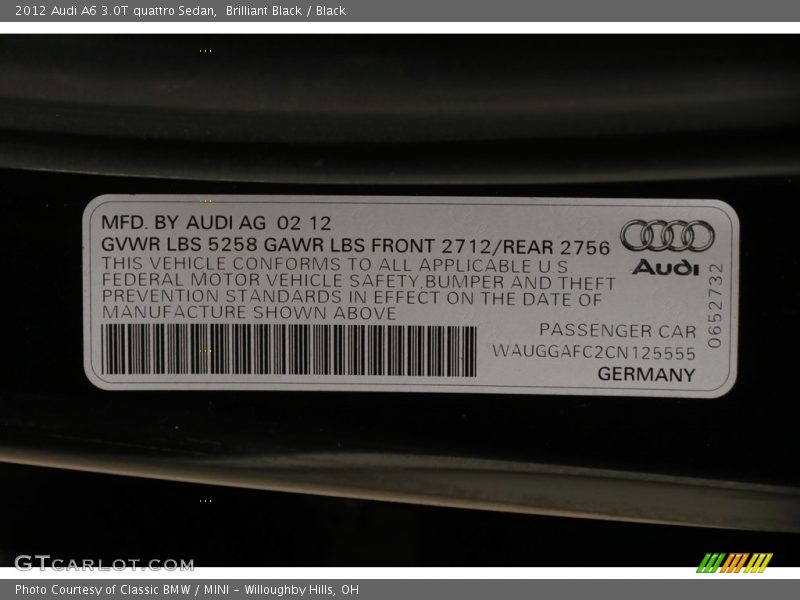 2012 Audi A6 3.0T quattro Sedan,  Brilliant Black / Black
MFD. BY AUDI AG 02 12
GVWR LBS 5258 GAWR LBS FRONT 2712/REAR 2756
THIS VEHICLE CONFORMS TO ALL APPLICABLE U S
FEDERAL MOTOR VEHICLE SAFETY,BUMPER AND THEFT
PREVENTION STANDARDS IN EFFECT ON THE DATE OF
MANUFACTURE SHOWN ABOVE
Audi
0652732
PASSENGER CAR
WAUGGAFC2CN125555
GERMANY
GTCARLOT.COM
Photo Courtesy of Classic BMW / MINI - Willoughby Hills, OH